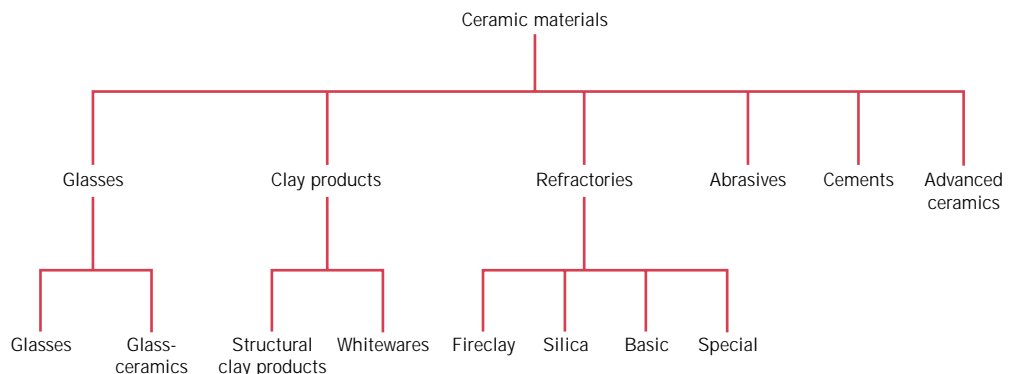 Ceramic materials
Glasses
Clay products
Refractories
Abrasives
Cements
Advanced
ceramics
Glasses
Glass-
ceramics
Structural
clay products
Whitewares
Fireclay
Silica
Basic
Special